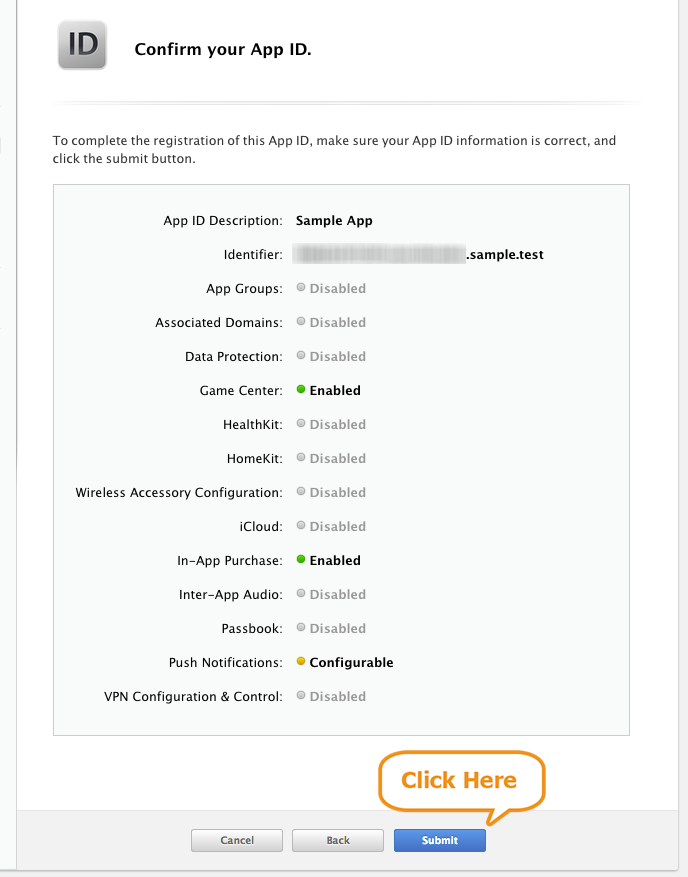 ID
Confirm your App ID.
To complete the registration of this App ID, make sure your App ID information is correct, and
click the submit button.
App ID Description: Sample App
Identifier: .sample.test
App Groups: Disabled
Associated Domains: Disabled
Data Protection: Disabled
Game Center: Enabled
HealthKit: Disabled
HomeKit: Disabled
Wireless Accessory Configuration: Disabled
iCloud: Disabled
In-App Purchase: Enabled
Inter-App Audio: Disabled
Passbook: Disabled
Push Notifications: Configurable
VPN Configuration & Control: Disabled
Click Here
Cancel Back Submit